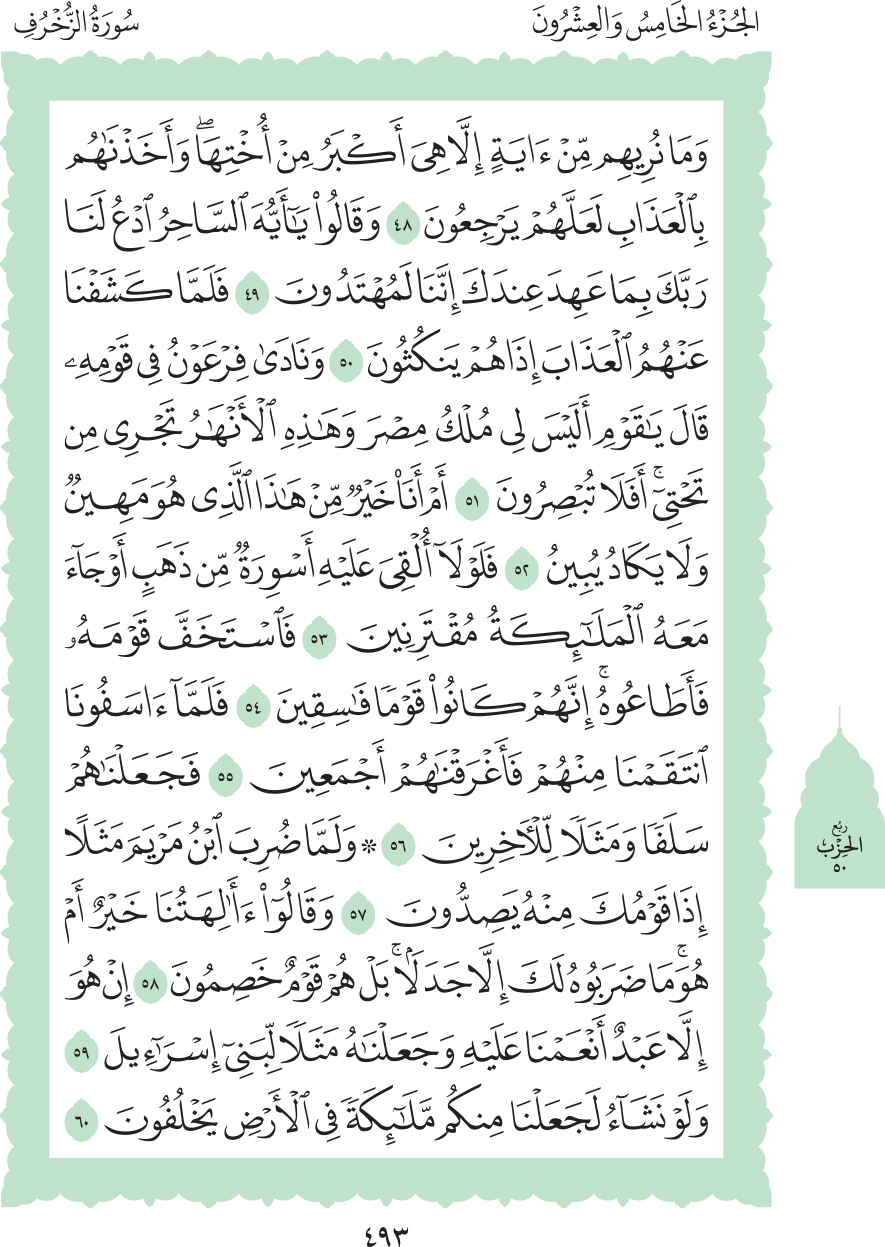 الجُزْءُ الخَامِسُ وَالعِشْرُونَ
سُورَةُ الزُّخْرُفِ
وَمَا نُرِيهِم مِّنْ ءَايَةٍ إِلَّا هِىَ أَكْبَرُ مِنْ أُخْتِهَاۖ وَأَخَذْنَٰهُم
بِٱلْعَذَابِ لَعَلَّهُمْ يَرْجِعُونَ ٤٨ وَقَالُوا۟ يَٰٓأَيُّهَ ٱلسَّاحِرُ ٱدْعُ لَنَا
رَبَّكَ بِمَا عَهِدَ عِندَكَ إِنَّنَا لَمُهْتَدُونَ ٤٩ فَلَمَّا كَشَفْنَا
عَنْهُمُ ٱلْعَذَابَ إِذَا هُمْ يَنكُثُونَ ٥٠ وَنَادَىٰ فِرْعَوْنُ فِى قَوْمِهِۦ
قَالَ يَٰقَوْمِ أَلَيْسَ لِى مُلْكُ مِصْرَ وَهَٰذِهِ ٱلْأَنْهَٰرُ تَجْرِى مِن
تَحْتِىٓۚ أَفَلَا تُبْصِرُونَ ٥١ أَمْ أَنَا۠ خَيْرٌ مِّنْ هَٰذَا ٱلَّذِى هُوَ مَهِينٌ
وَلَا يَكَادُ يُبِينُ ٥٢ فَلَوْلَآ أُلْقِىَ عَلَيْهِ أَسْوِرَةٌ مِّن ذَهَبٍ أَوْ جَآءَ
مَعَهُ ٱلْمَلَٰٓئِكَةُ مُقْتَرِنِينَ ٥٣ فَٱسْتَخَفَّ قَوْمَهُۥ
فَأَطَاعُوهُۚ إِنَّهُمْ كَانُوا۟ قَوْمًا فَٰسِقِينَ ٥٤ فَلَمَّآ ءَاسَفُونَا
ٱنتَقَمْنَا مِنْهُمْ فَأَغْرَقْنَٰهُمْ أَجْمَعِينَ ٥٥ فَجَعَلْنَٰهُمْ
سَلَفًا وَمَثَلًا لِّلْءَاخِرِينَ ٥٦ * وَلَمَّا ضُرِبَ ٱبْنُ مَرْيَمَ مَثَلًا
إِذَا قَوْمُكَ مِنْهُ يَصِدُّونَ ٥٧ وَقَالُوٓا۟ ءَأَٰلِهَتُنَا خَيْرٌ أَمْ
هُوَۚ مَا ضَرَبُوهُ لَكَ إِلَّا جَدَلًۢاۚ بَلْ هُمْ قَوْمٌ خَصِمُونَ ٥٨ إِنْ هُوَ
إِلَّا عَبْدٌ أَنْعَمْنَا عَلَيْهِ وَجَعَلْنَٰهُ مَثَلًا لِّبَنِىٓ إِسْرَٰٓءِيلَ ٥٩
وَلَوْ نَشَآءُ لَجَعَلْنَا مِنكُم مَّلَٰٓئِكَةً فِى ٱلْأَرْضِ يَخْلُفُونَ ٦٠
رُبُع
الحِزْبِ
٥٠
٤٩٣